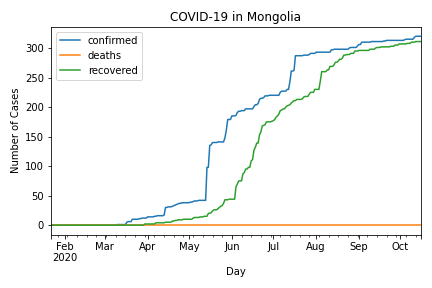 COVID-19 in Mongolia
confirmed
deaths
recovered
Number of Cases
300
250
200
150
100
50
0
Feb Mar Apr May Jun Jul Aug Sep Oct
2020
Day